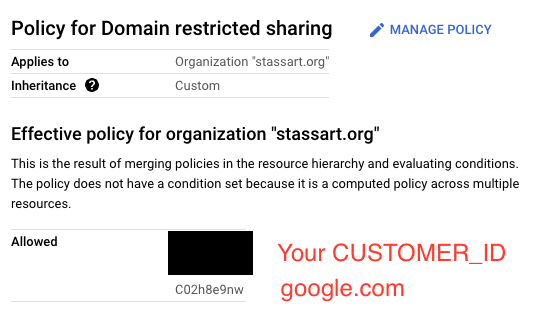 Policy for Domain restricted sharing MANAGE POLICY
Applies to Organization "stassart.org"
Inheritance ? Custom
Effective policy for organization "stassart.org"
This is the result of merging policies in the resource hierarchy and evaluating conditions.
The policy does not have a condition set because it is a computed policy across multiple
resources.
Allowed
Your CUSTOMER_ID
C02h8e9nw google.com